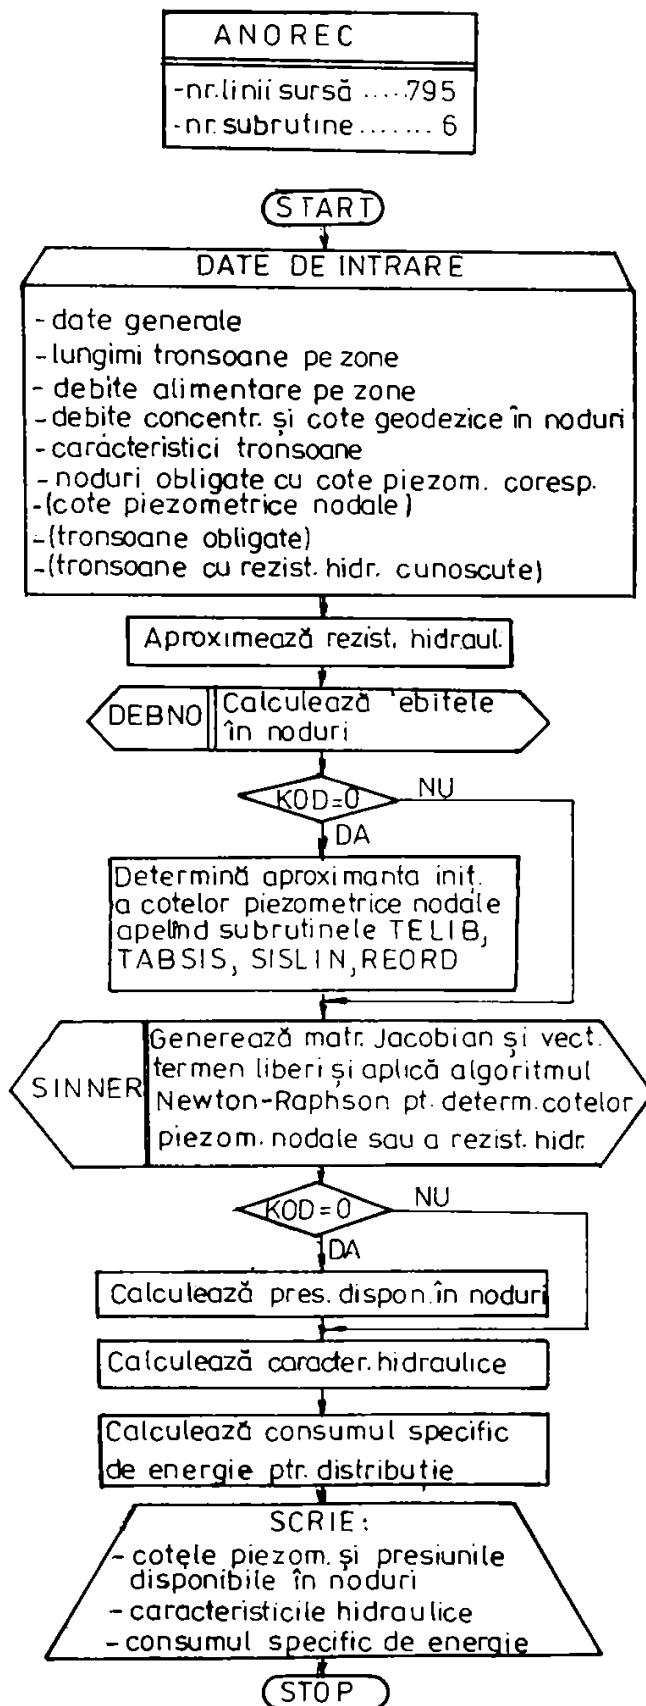 ANOREC
-nr. linii sursă ..... 795
-nr. subrutine ....... 6
START
DATE DE INTRARE
- date generale
- lungimi tronsoane pe zone
- debite alimentare pe zone
- debite concentr. și cote geodezice în noduri
- caracteristici tronsoane
- noduri obligate cu cote piezom. coresp.
-(cote piezometrice nodale)
-(tronsoane obligate)
-(tronsoane cu rezist. hidr. cunoscute)
Aproximează rezist. hidraul.
DEBNO
Calculează 'ebitele
în noduri
KOD=0
NU
DA
Determină aproximanta iniț.
a cotelor piezometrice nodale
apelînd subrutinele TELIB,
TABSIS, SISLIN, REORD
SINNER
Generează matr. Jacobian și vect.
termen liberi și aplică algoritmul
Newton-Raphson pt. determ. cotelor
piezom. nodale sau a rezist. hidr.
KOD=0
NU
DA
Calculează pres. dispon. în noduri
Calculează caracter. hidraulice
Calculează consumul specific
de energie ptr. distributie
SCRIE:
- cotele piezom. și presiunile
disponibile în noduri
- caracteristicile hidraulice
- consumul specific de energie
STOP